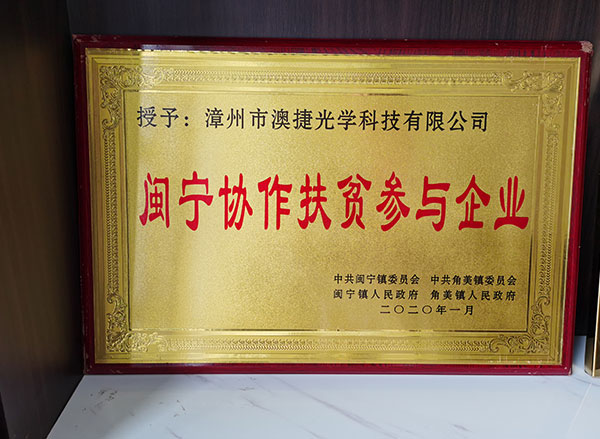 授予：漳州市澳捷光学科技有限公司
闽宁协作扶贫参与企业
中共闽宁镇委员会 中共角美镇委员会
闽宁镇人民政府 角美镇人民政府
二〇二〇年一月